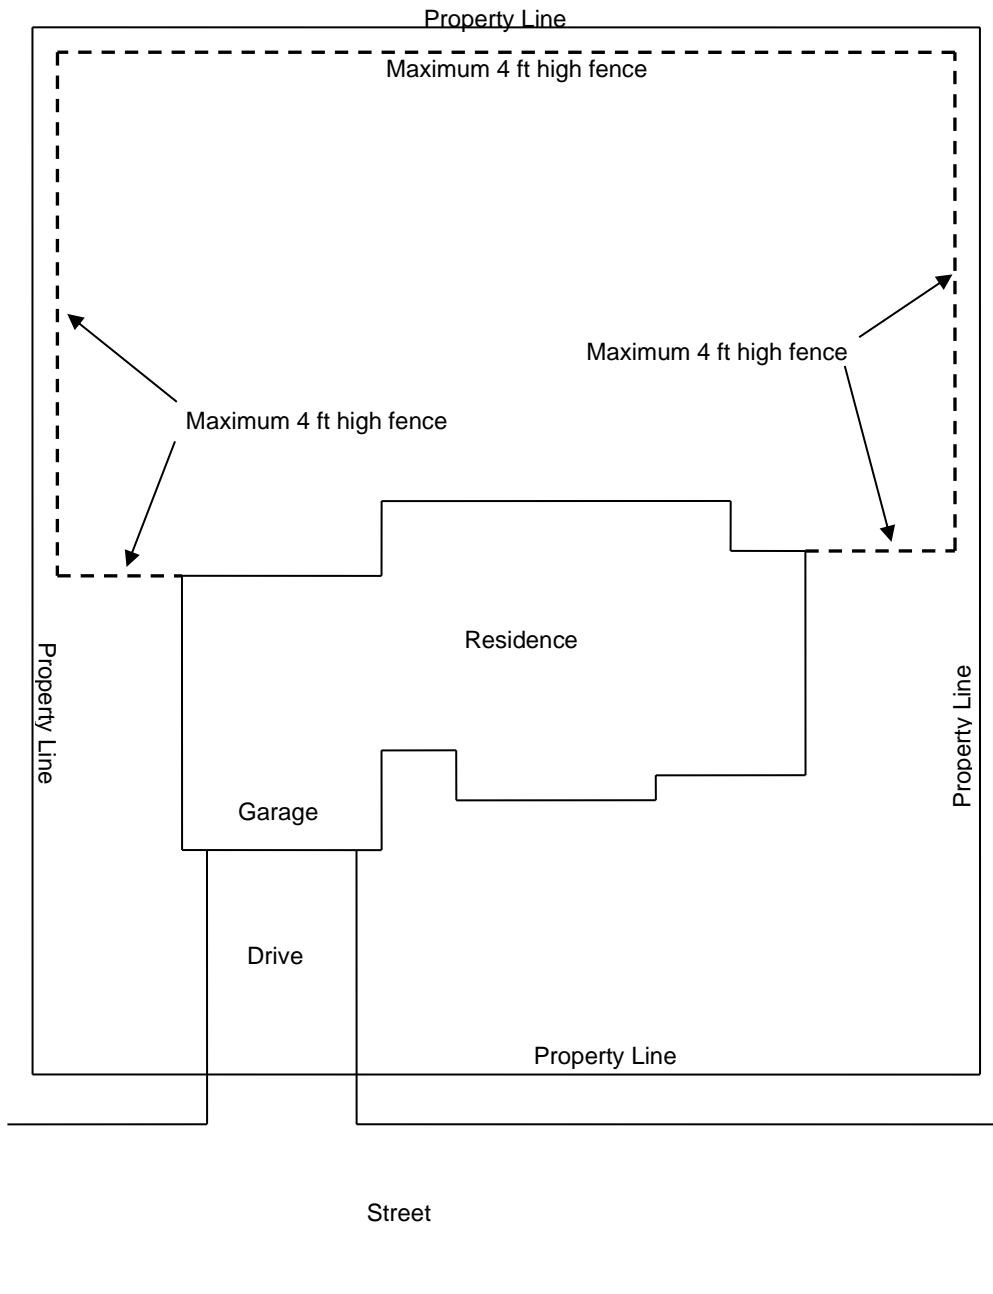 Property Line
Maximum 4 ft high fence
Maximum 4 ft high fence
Maximum 4 ft high fence
Residence
Property Line
Property Line
Garage
Drive
Property Line
Street